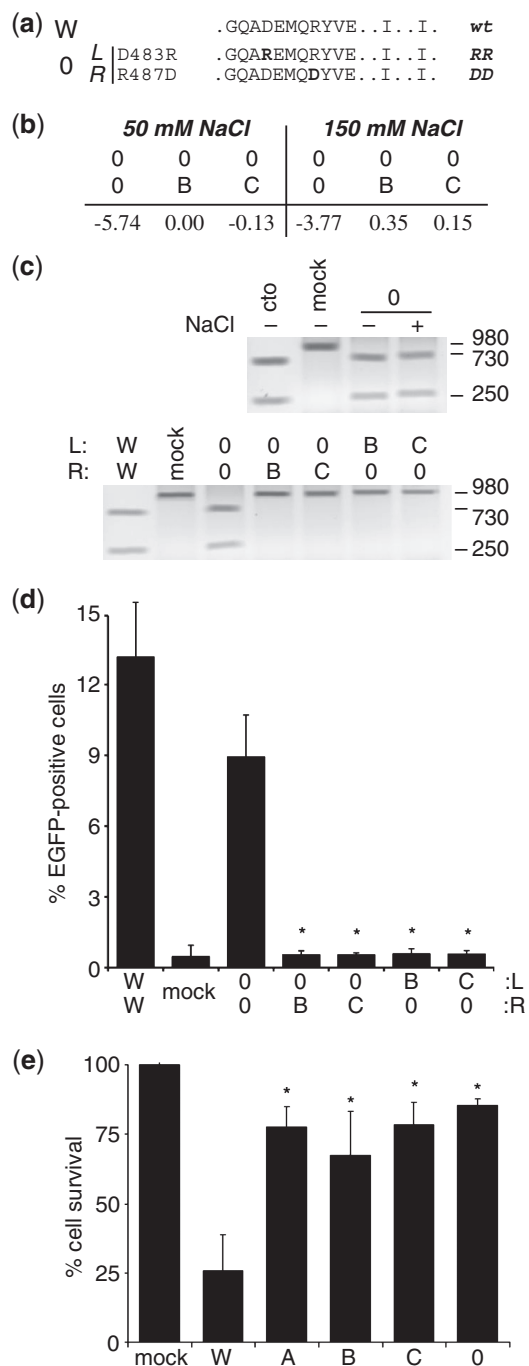 (a) W .GQADEMQRYVE..I..I. wt
0 L D483R .GQAREMQRYVE..I..I. RR
R R487D .GQADEMQDYVE..I..I. DD
(b) 50 mM NaCl 150 mM NaCl
0 0 0 0 0 0
0 B C 0 B C
-5.74 0.00 -0.13 -3.77 0.35 0.15
(c) cto mock 0
NaCl – – – +
980
730
250
L: W mock 0 0 0 B C
R: W 0 B C 0 0
980
730
250
(d)
% EGFP-positive cells
15
12
9
6
3
0
* * * *
W mock 0 0 0 B C :L
W 0 B C 0 0 :R
(e)
% cell survival
100
75
50
25
0
* * * *
mock W A B C 0